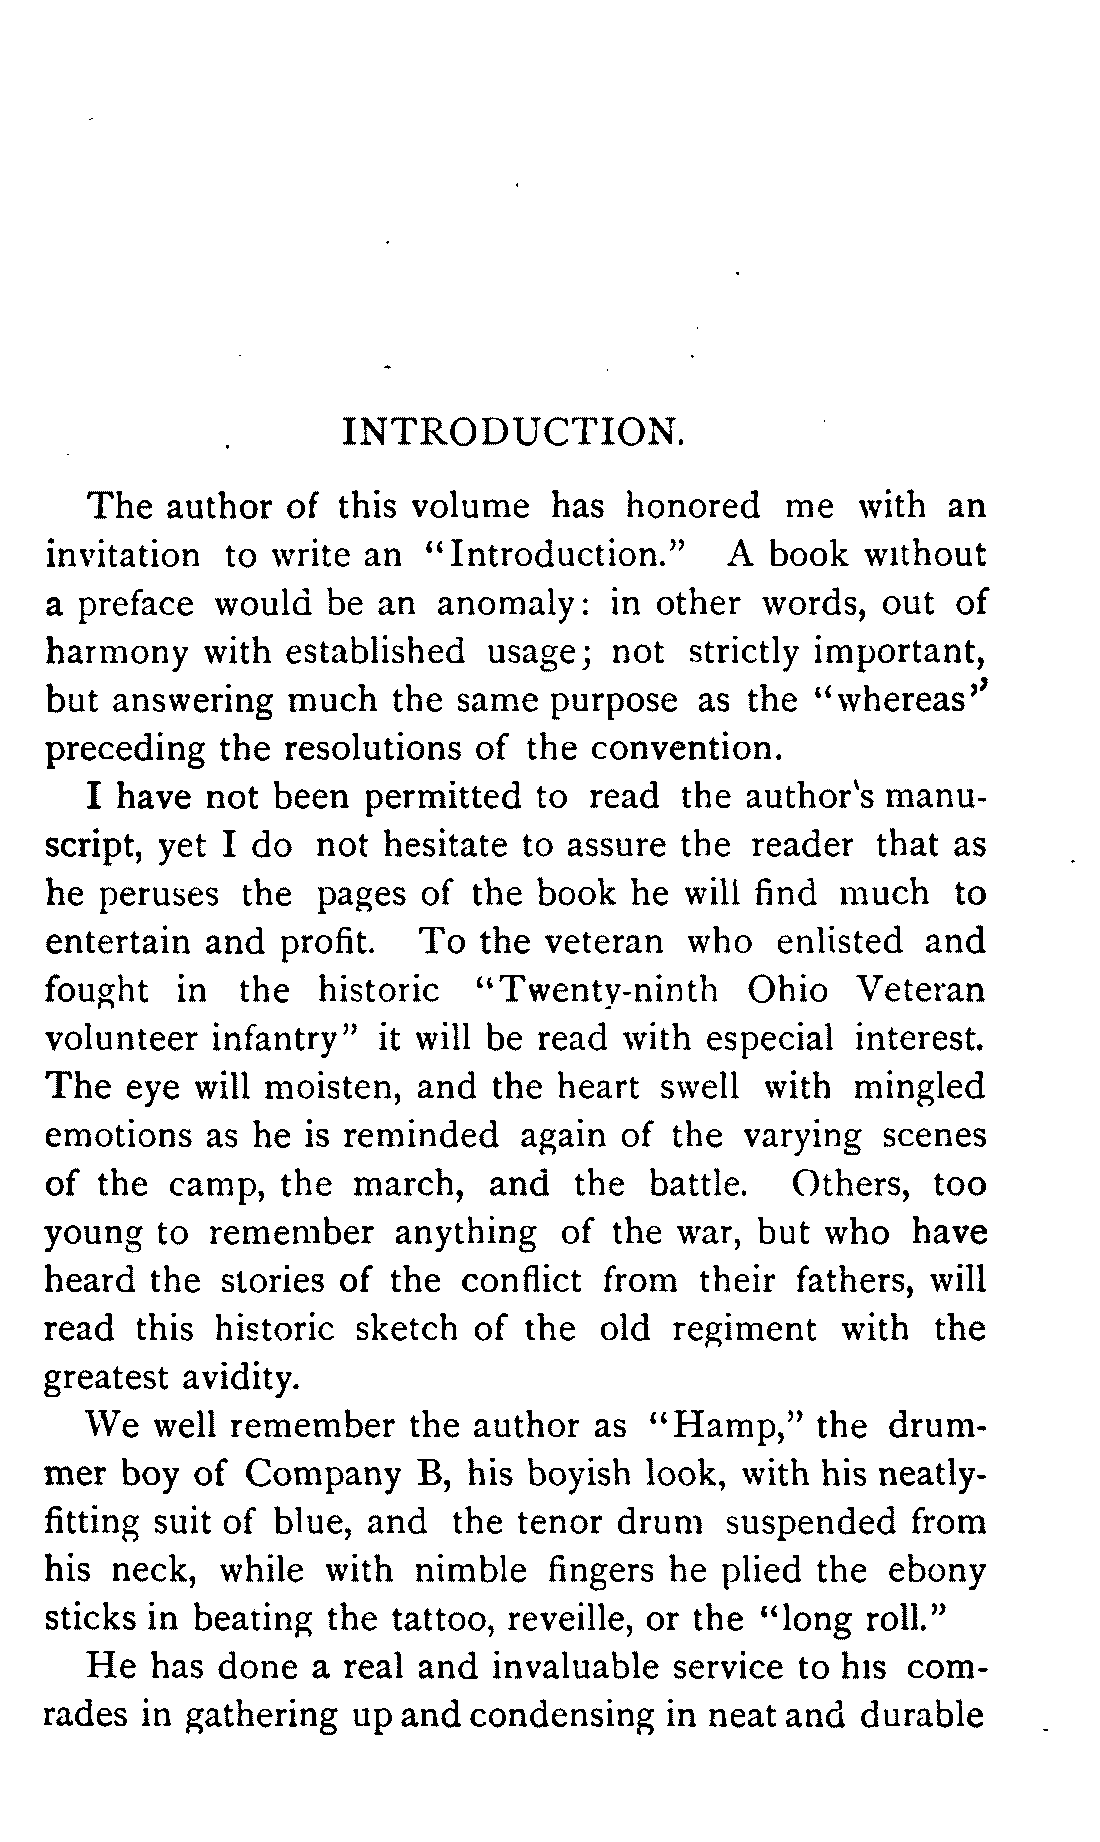 INTRODUCTION.
The author of this volume has honored me with an
invitation to write an "Introduction." A book without
a preface would be an anomaly: in other words, out of
harmony with established usage; not strictly important,
but answering much the same purpose as the "whereas"
preceding the resolutions of the convention.
I have not been permitted to read the author's manu-
script, yet I do not hesitate to assure the reader that as
he peruses the pages of the book he will find much to
entertain and profit. To the veteran who enlisted and
fought in the historic "Twenty-ninth Ohio Veteran
volunteer infantry" it will be read with especial interest.
The eye will moisten, and the heart swell with mingled
emotions as he is reminded again of the varying scenes
of the camp, the march, and the battle. Others, too
young to remember anything of the war, but who have
heard the stories of the conflict from their fathers, will
read this historic sketch of the old regiment with the
greatest avidity.
We well remember the author as "Hamp," the drum-
mer boy of Company B, his boyish look, with his neatly-
fitting suit of blue, and the tenor drum suspended from
his neck, while with nimble fingers he plied the ebony
sticks in beating the tattoo, reveille, or the "long roll."
He has done a real and invaluable service to his com-
rades in gathering up and condensing in neat and durable